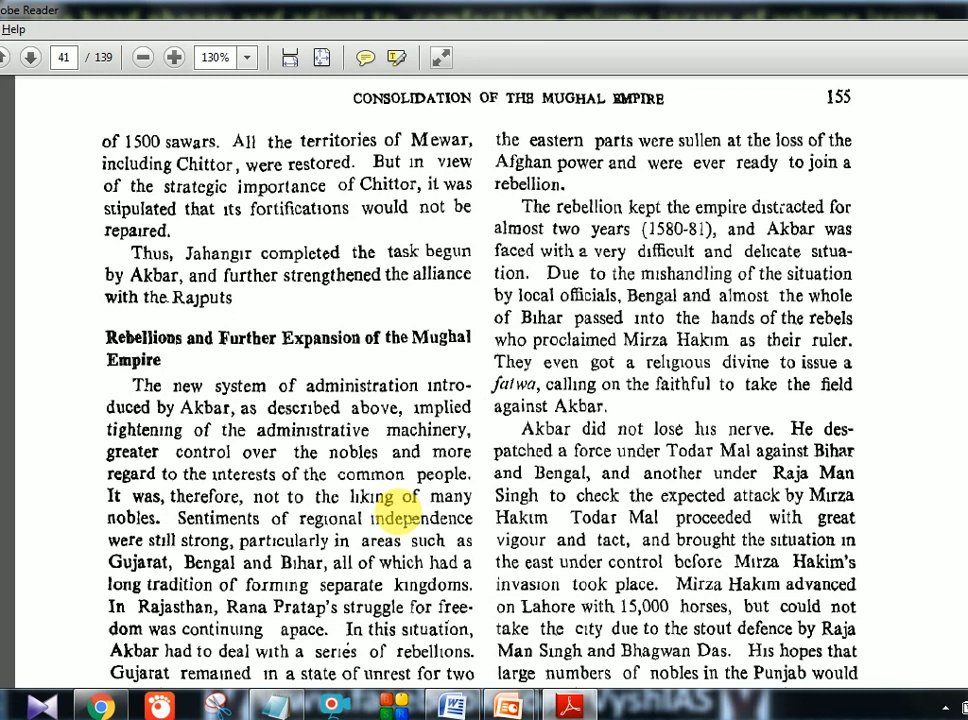 obe Reader
Help
41 / 139
130%
CONSOLIDATION OF THE MUGHAL EMPIRE 155
of 1500 sawars. All the territories of Mewar,
including Chittor, were restored. But in view
of the strategic importance of Chittor, it was
stipulated that its fortifications would not be
repaired.
Thus, Jahangir completed the task begun
by Akbar, and further strengthened the alliance
with the Rajputs
Rebellions and Further Expansion of the Mughal
Empire
The new system of administration intro-
duced by Akbar, as described above, implied
tightening of the administrative machinery,
greater control over the nobles and more
regard to the interests of the common people.
It was, therefore, not to the liking of many
nobles. Sentiments of regional independence
were still strong, particularly in areas such as
Gujarat, Bengal and Bihar, all of which had a
long tradition of forming separate kingdoms.
In Rajasthan, Rana Pratap's struggle for free-
dom was continuing apace. In this situation,
Akbar had to deal with a series of rebellions.
Gujarat remained in a state of unrest for two
the eastern parts were sullen at the loss of the
Afghan power and were ever ready to join a
rebellion.
The rebellion kept the empire distracted for
almost two years (1580-81), and Akbar was
faced with a very difficult and delicate situa-
tion. Due to the mishandling of the situation
by local officials, Bengal and almost the whole
of Bihar passed into the hands of the rebels
who proclaimed Mirza Hakim as their ruler.
They even got a religious divine to issue a
fatwa, calling on the faithful to take the field
against Akbar.
Akbar did not lose his nerve. He des-
patched a force under Todar Mal against Bihar
and Bengal, and another under Raja Man
Singh to check the expected attack by Mirza
Hakim Todar Mal proceeded with great
vigour and tact, and brought the situation in
the east under control before Mirza Hakim's
invasion took place. Mirza Hakim advanced
on Lahore with 15,000 horses, but could not
take the city due to the stout defence by Raja
Man Singh and Bhagwan Das. His hopes that
large numbers of nobles in the Punjab would